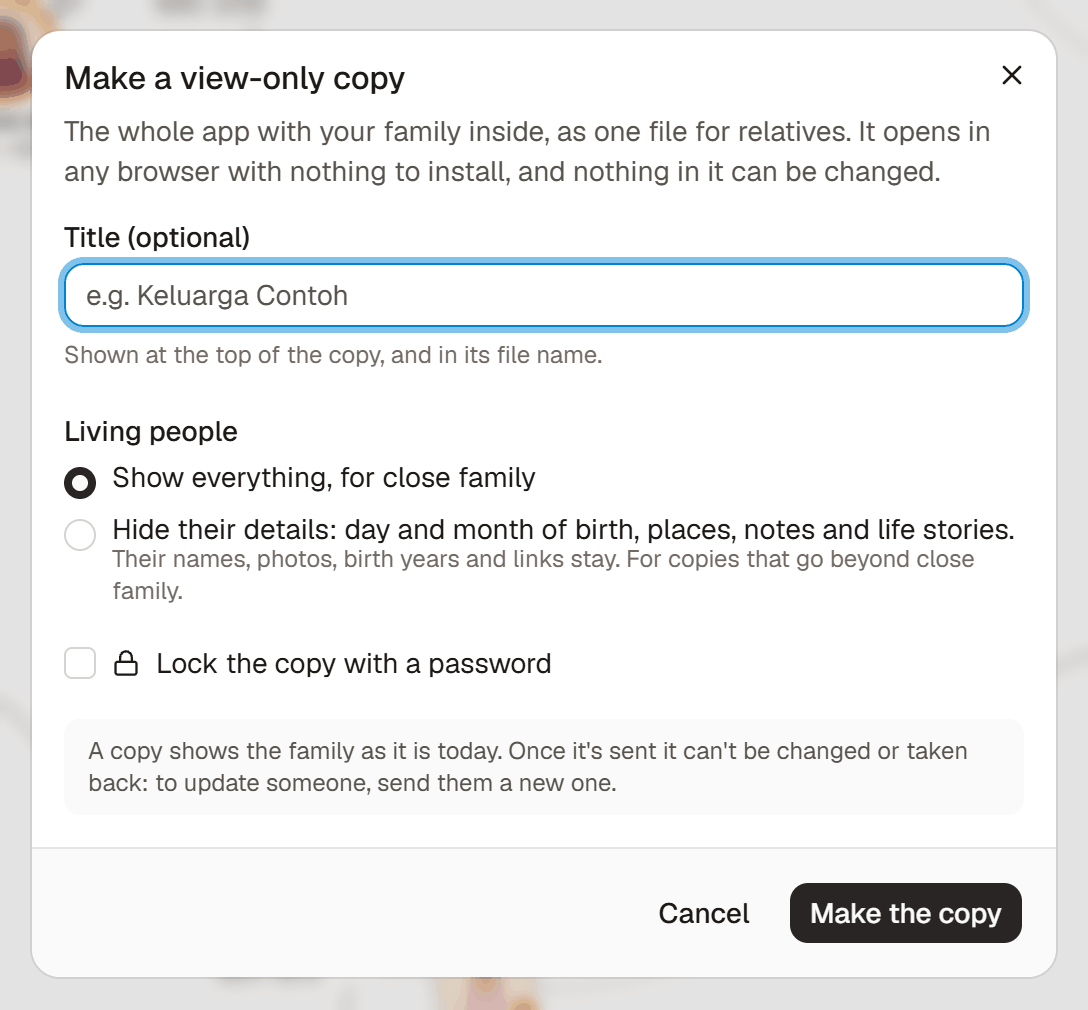 Make a view-only copy
The whole app with your family inside, as one file for relatives. It opens in
any browser with nothing to install, and nothing in it can be changed.
Title (optional)
e.g. Keluarga Contoh
Shown at the top of the copy, and in its file name.
Living people
Show everything, for close family
Hide their details: day and month of birth, places, notes and life stories.
Their names, photos, birth years and links stay. For copies that go beyond close
family.
Lock the copy with a password
A copy shows the family as it is today. Once it's sent it can't be changed or taken
back: to update someone, send them a new one.
Cancel
Make the copy